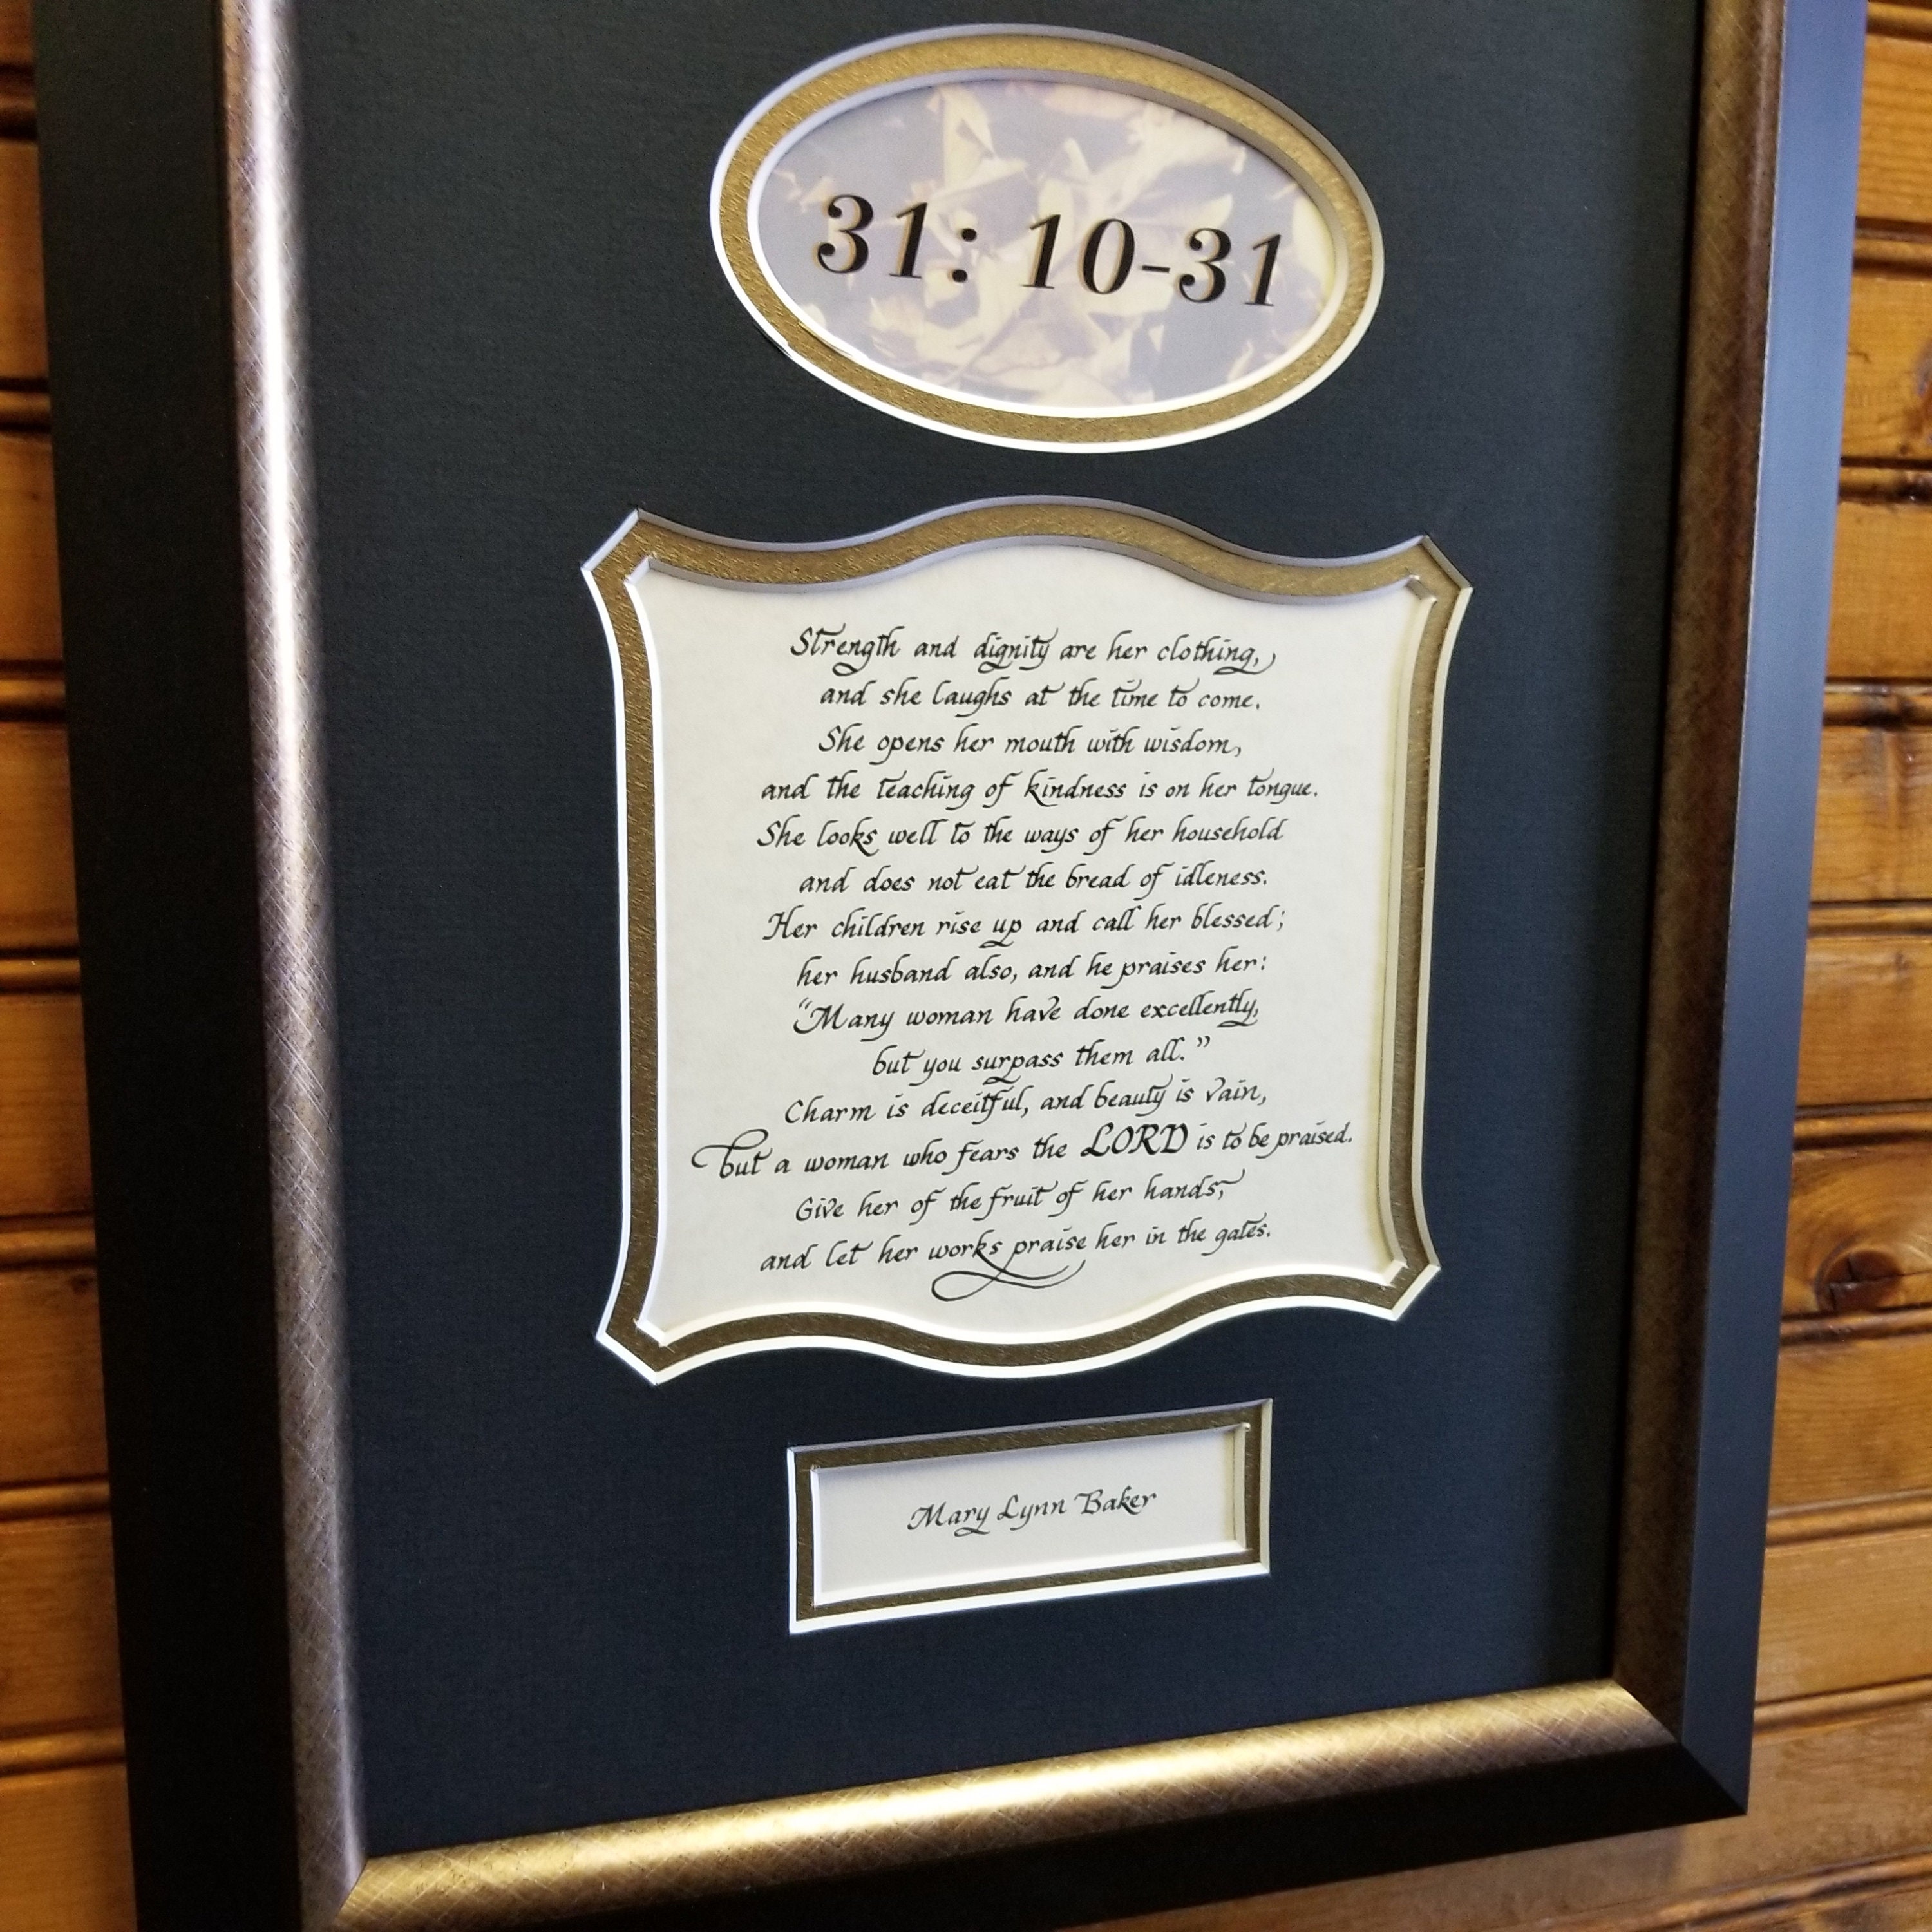 31: 10-31
Strength and dignity are her clothing,
and she laughs at the time to come.
She opens her mouth with wisdom,
and the teaching of kindness is on her tongue.
She looks well to the ways of her household
and does not eat the bread of idleness.
Her children rise up and call her blessed;
her husband also, and he praises her:
“Many woman have done excellently,
but you surpass them all.”
Charm is deceitful, and beauty is vain,
but a woman who fears the LORD is to be praised.
Give her of the fruit of her hands,
and let her works praise her in the gates.
Mary Lynn Baker